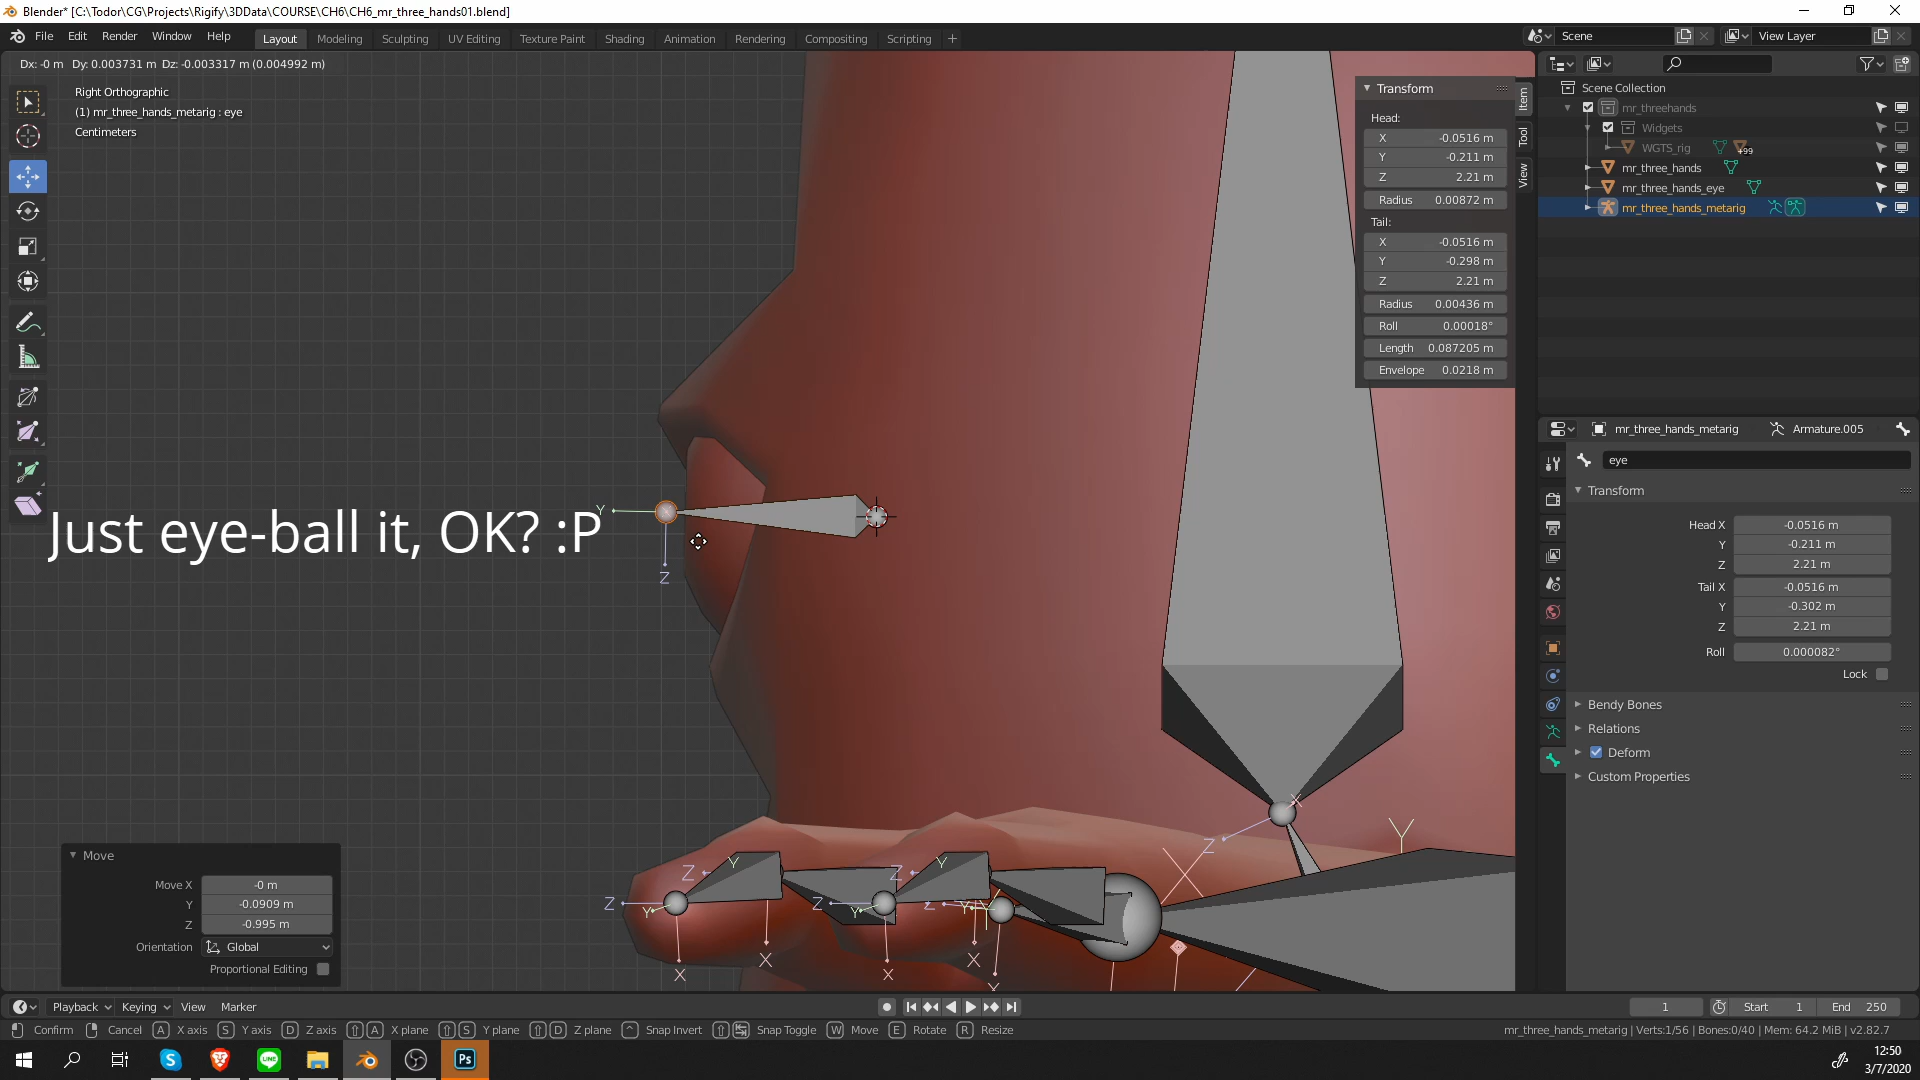 Blender* [C:\Todor\CG\Projects\Rigify\3DData\COURSE\CH6\CH6_mr_three_hands01.blend]
File Edit Render Window Help Layout Modeling Sculpting UV Editing Texture Paint Shading Animation Rendering Compositing Scripting + Scene View Layer
Dx: -0 m Dy: 0.003731 m Dz: -0.003317 m (0.004992 m)
Right Orthographic
(1) mr_three_hands_metarig : eye
Centimeters
Transform
Head:
X -0.0516 m
Y -0.211 m
Z 2.21 m
Radius 0.00872 m
Tail:
X -0.0516 m
Y -0.298 m
Z 2.21 m
Radius 0.00436 m
Roll 0.00018°
Length 0.087205 m
Envelope 0.0218 m
Item
Tool
View
Scene Collection
mr_threehands
Widgets
WGTS_rig +99
mr_three_hands
mr_three_hands_eye
mr_three_hands_metarig
mr_three_hands_metarig Armature.005
eye
Transform
Head X -0.0516 m
Y -0.211 m
Z 2.21 m
Tail X -0.0516 m
Y -0.302 m
Z 2.21 m
Roll 0.000082°
Lock
Bendy Bones
Relations
Deform
Custom Properties
Y
Z
Just eye-ball it, OK? :P
X
Z
Y
Y Z Y Z
Z Y Z Y Z Y
X X X X
X
Move
Move X -0 m
Y -0.0909 m
Z -0.995 m
Orientation Global
Proportional Editing
Playback Keying View Marker 1 Start 1 End 250
Confirm Cancel A X axis S Y axis D Z axis A X plane S Y plane D Z plane ^ Snap Invert Snap Toggle W Move E Rotate R Resize mr_three_hands_metarig | Verts:1/56 | Bones:0/40 | Mem: 64.2 MiB | v2.82.7
S LINE Ps
12:50
3/7/2020